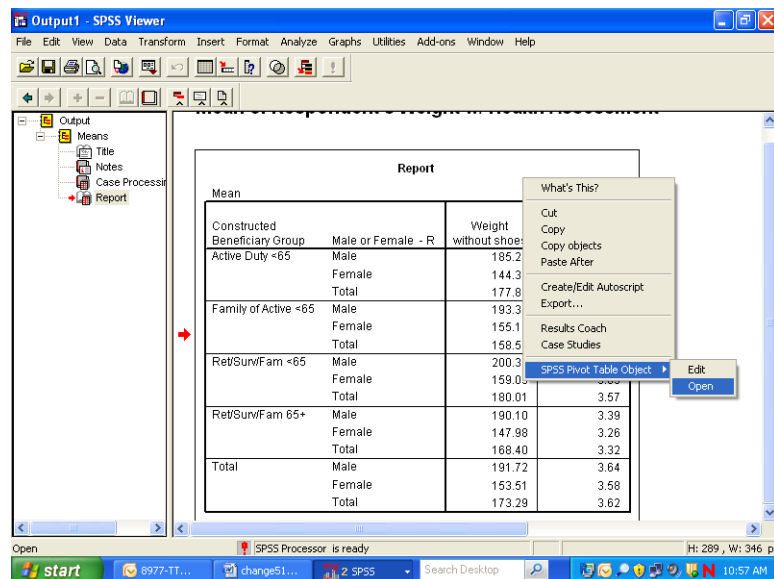 Output1 - SPSS Viewer
File Edit View Data Transform Insert Format Analyze Graphs Utilities Add-ons Window Help
Output
Means
Title
Notes
Case Processin
Report
Report
Mean
Constructed Beneficiary Group Male or Female - R Weight without shoes
Active Duty <65 Male 185.2
Female 144.3
Total 177.8
Family of Active <65 Male 193.3
Female 155.1
Total 158.5
Ret/Surv/Fam <65 Male 200.3
Female 159.05
Total 180.01 3.57
Ret/Surv/Fam 65+ Male 190.10 3.39
Female 147.98 3.26
Total 168.40 3.32
Total Male 191.72 3.64
Female 153.51 3.58
Total 173.29 3.62
What's This?
Cut
Copy
Copy objects
Paste After
Create/Edit Autoscript
Export...
Results Coach
Case Studies
SPSS Pivot Table Object
Edit
Open
Open SPSS Processor is ready H: 289 , W: 346 p
start 8977-TT... change51... 2 SPSS Search Desktop 10:57 AM